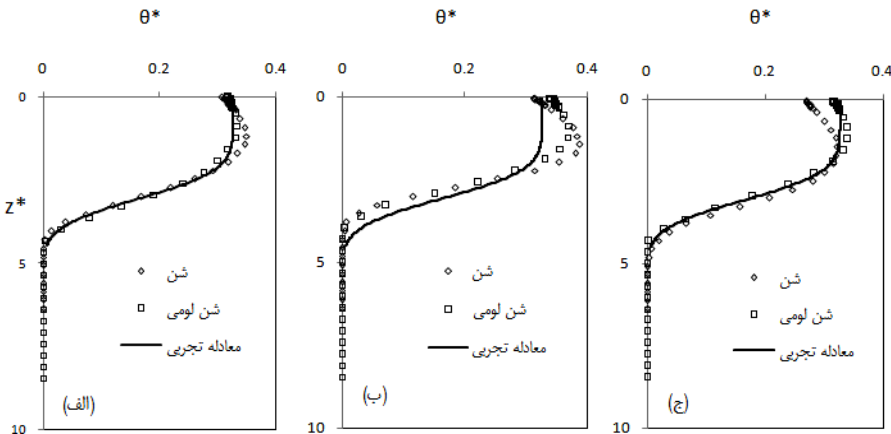 θ* θ* θ*
0 0.2 0.4 0 0.2 0.4 0 0.2 0.4
0 0 0
z*
5 5 5
شن شن شن
شن لومی شن لومی شن لومی
معادله تجربی معادله تجربی معادله تجربی
(الف) (ب) (ج)
10 10 10